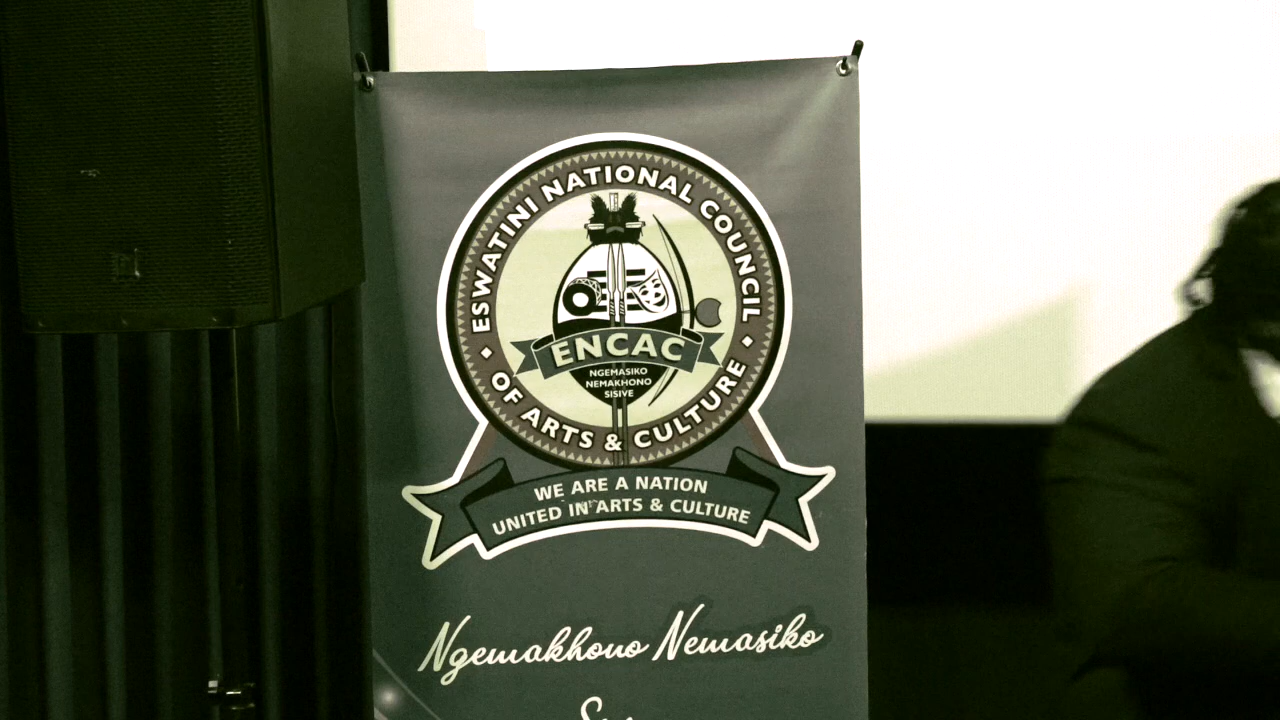 ESWATINI NATIONAL COUNCIL
OF ARTS & CULTURE
ENCAC
NGEMASIKO
NEMAKHONO
SISIVE
WE ARE A NATION
UNITED IN ARTS & CULTURE
Ngemakhono Nemasiko